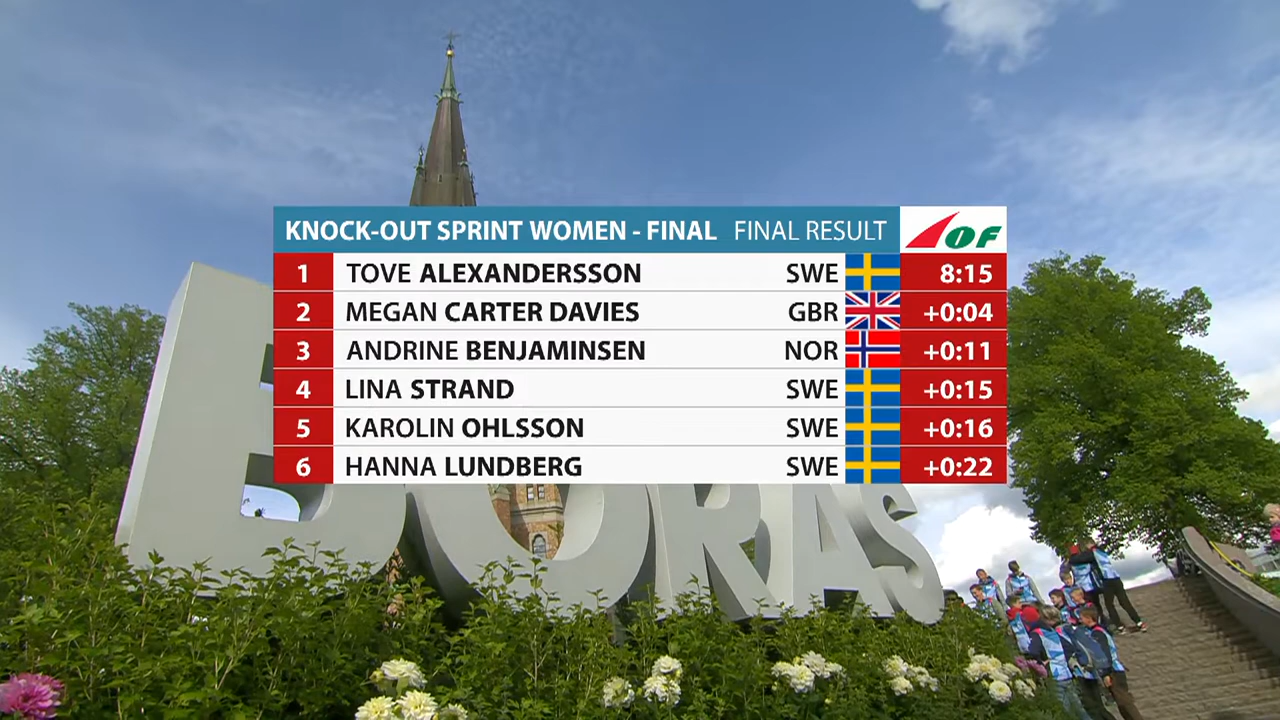 KNOCK-OUT SPRINT WOMEN - FINAL FINAL RESULT IOF
1 TOVE ALEXANDERSSON SWE 8:15
2 MEGAN CARTER DAVIES GBR +0:04
3 ANDRINE BENJAMINSEN NOR +0:11
4 LINA STRAND SWE +0:15
5 KAROLIN OHLSSON SWE +0:16
6 HANNA LUNDBERG SWE +0:22
BORÅS